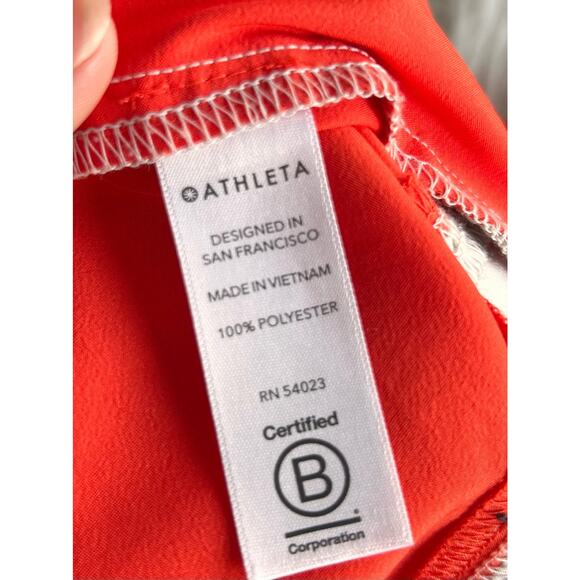 ATHLETA
DESIGNED IN
SAN FRANCISCO
MADE IN VIETNAM
100% POLYESTER
RN 54023
Certified
B
Corporation